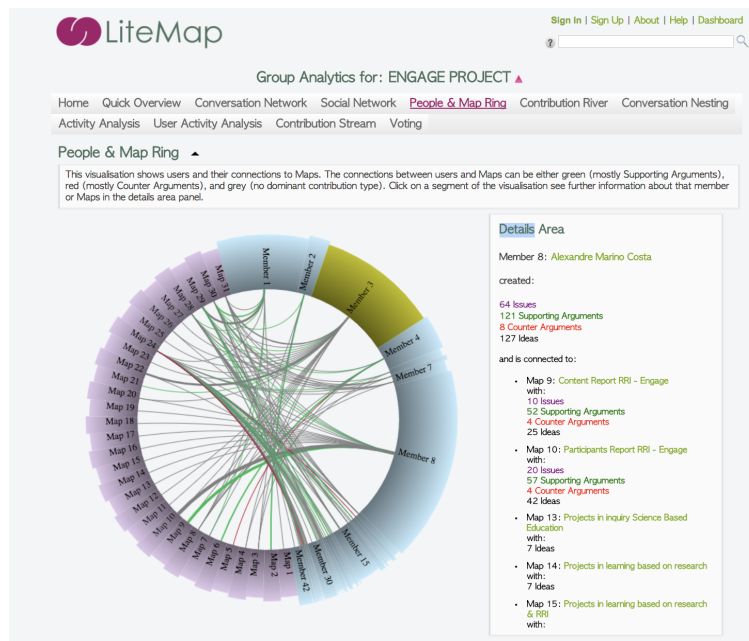 LiteMap
Sign In | Sign Up | About | Help | Dashboard
?
Group Analytics for: ENGAGE PROJECT
Home Quick Overview Conversation Network Social Network People & Map Ring Contribution River Conversation Nesting
Activity Analysis User Activity Analysis Contribution Stream Voting
People & Map Ring
This visualisation shows users and their connections to Maps. The connections between users and Maps can be either green (mostly Supporting Arguments),
red (mostly Counter Arguments), and grey (no dominant contribution type). Click on a segment of the visualisation see further information about that member
or Maps in the details area panel.
Member 1
Member 2
Member 3
Member 4
Member 7
Member 8
Member 15
Member 30
Member 42
Map 1
Map 2
Map 3
Map 4
Map 5
Map 6
Map 7
Map 8
Map 9
Map 10
Map 11
Map 12
Map 13
Map 14
Map 15
Map 16
Map 17
Map 18
Map 19
Map 20
Map 21
Map 22
Map 23
Map 24
Map 25
Map 26
Map 27
Map 28
Map 29
Map 30
Map 31
Details Area
Member 8: Alexandre Marino Costa
created:
64 Issues
121 Supporting Arguments
8 Counter Arguments
127 Ideas
and is connected to:
• Map 9: Content Report RRI - Engage
with:
10 Issues
52 Supporting Arguments
4 Counter Arguments
25 Ideas
• Map 10: Participants Report RRI - Engage
with:
20 Issues
57 Supporting Arguments
4 Counter Arguments
42 Ideas
• Map 13: Projects in inquiry Science Based
Education
with:
7 Ideas
• Map 14: Projects in learning based on research
with:
7 Ideas
• Map 15: Projects in learning based on research
& RRI
with: